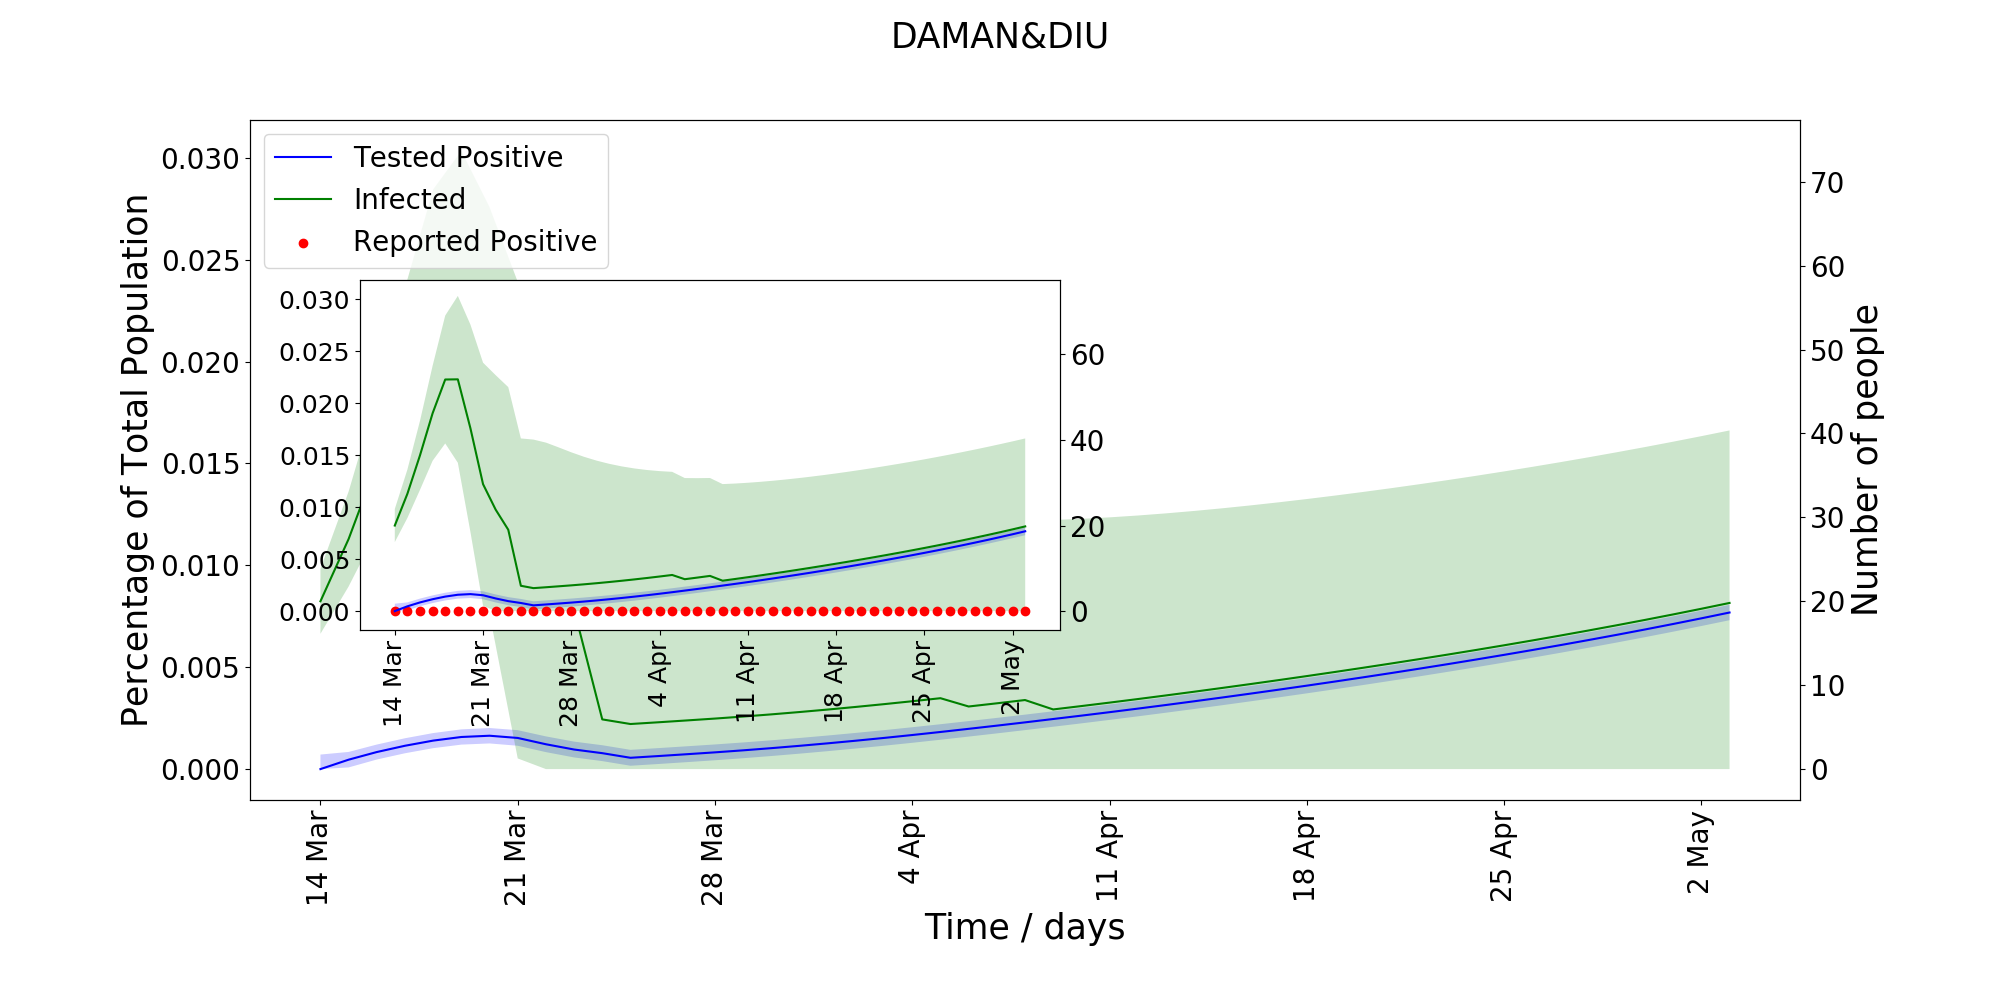 DAMAN&DIU
Tested Positive
Infected
Reported Positive
Percentage of Total Population
0.030
0.025
0.020
0.015
0.010
0.005
0.000
70
60
50
40
30
20
10
0
Number of people
0.030
0.025
0.020
0.015
0.010
0.005
0.000
60
40
20
0
14 Mar
21 Mar
28 Mar
4 Apr
11 Apr
18 Apr
25 Apr
2 May
14 Mar
21 Mar
28 Mar
4 Apr
11 Apr
18 Apr
25 Apr
2 May
Time / days